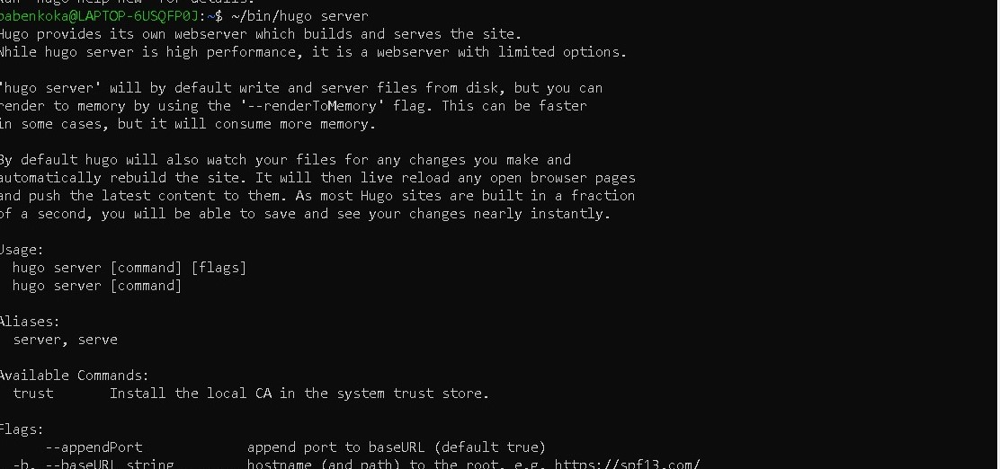 babenkoka@LAPTOP-6USQFP0J:~$ ~/bin/hugo server
Hugo provides its own webserver which builds and serves the site.
While hugo server is high performance, it is a webserver with limited options.
'hugo server' will by default write and server files from disk, but you can
render to memory by using the '--renderToMemory' flag. This can be faster
in some cases, but it will consume more memory.
By default hugo will also watch your files for any changes you make and
automatically rebuild the site. It will then live reload any open browser pages
and push the latest content to them. As most Hugo sites are built in a fraction
of a second, you will be able to save and see your changes nearly instantly.
Usage:
hugo server [command] [flags]
hugo server [command]
Aliases:
server, serve
Available Commands:
trust Install the local CA in the system trust store.
Flags:
--appendPort append port to baseURL (default true)
-b, --baseURL string hostname (and path) to the root, e.g. https://spf13.com/